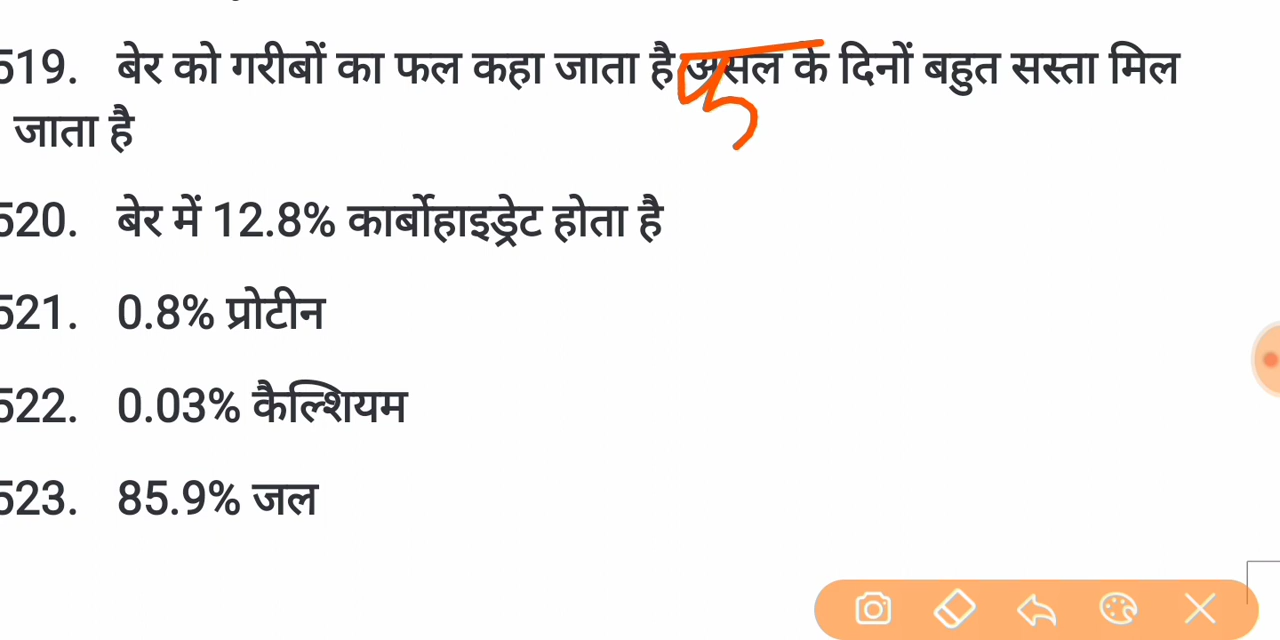 519. बेर को गरीबों का फल कहा जाता है असल के दिनों बहुत सस्ता मिल
जाता है
520. बेर में 12.8% कार्बोहाइड्रेट होता है
521. 0.8% प्रोटीन
522. 0.03% कैल्शियम
523. 85.9% जल